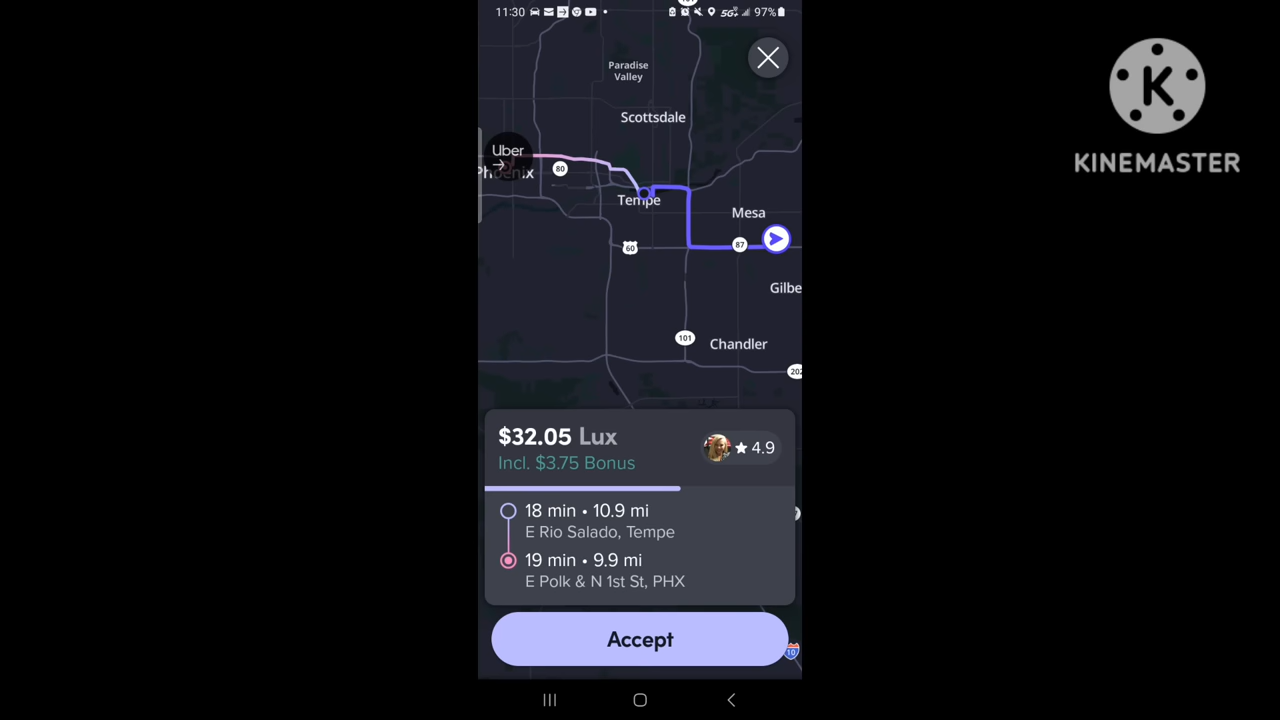 11:30
5G
97%
Paradise
Valley
Scottsdale
Uber
Phoenix
80
Tempe
Mesa
87
60
Gilbe
101
Chandler
202
$32.05 Lux
Incl. $3.75 Bonus
4.9
18 min • 10.9 mi
E Rio Salado, Tempe
19 min • 9.9 mi
E Polk & N 1st St, PHX
Accept
10
K
KINEMASTER